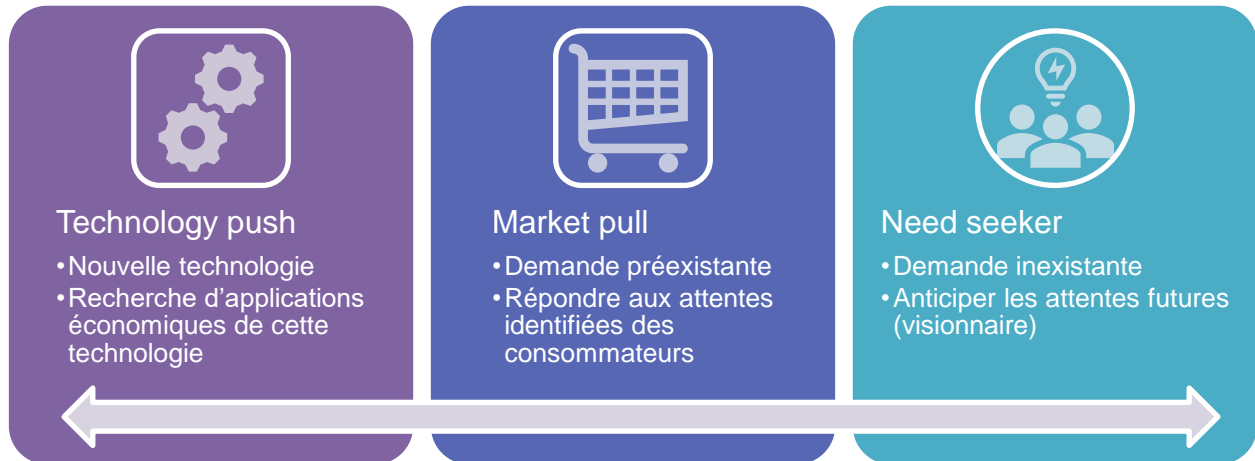 Technology push
•Nouvelle technologie
•Recherche d’applications
économiques de cette
technologie
Market pull
•Demande préexistante
•Répondre aux attentes
identifiées des
consommateurs
Need seeker
•Demande inexistante
•Anticiper les attentes futures
(visionnaire)